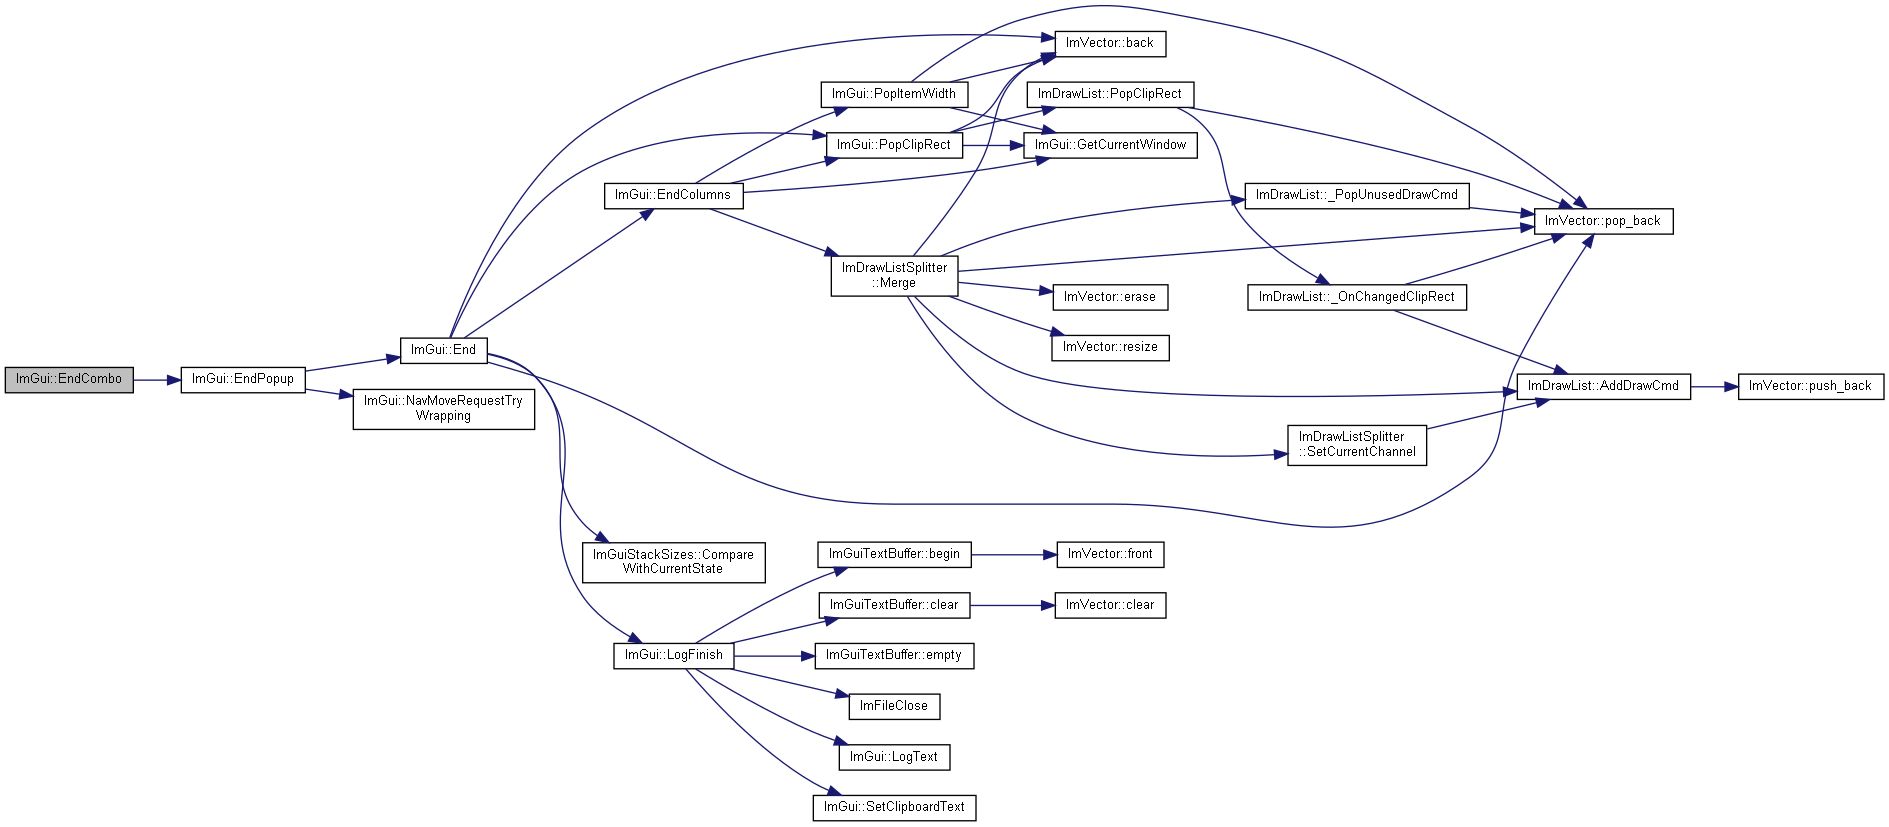 ImVector::back
ImGui::PopItemWidth
ImDrawList::PopClipRect
ImGui::PopClipRect
ImGui::GetCurrentWindow
ImGui::EndColumns
ImDrawList::_PopUnusedDrawCmd
ImVector::pop_back
ImDrawListSplitter
::Merge
ImVector::erase
ImDrawList::_OnChangedClipRect
ImGui::End
ImVector::resize
ImGui::EndCombo
ImGui::EndPopup
ImDrawList::AddDrawCmd
ImVector::push_back
ImGui::NavMoveRequestTry
Wrapping
ImDrawListSplitter
::SetCurrentChannel
ImGuiStackSizes::Compare
WithCurrentState
ImGuiTextBuffer::begin
ImVector::front
ImGuiTextBuffer::clear
ImVector::clear
ImGui::LogFinish
ImGuiTextBuffer::empty
ImFileClose
ImGui::LogText
ImGui::SetClipboardText